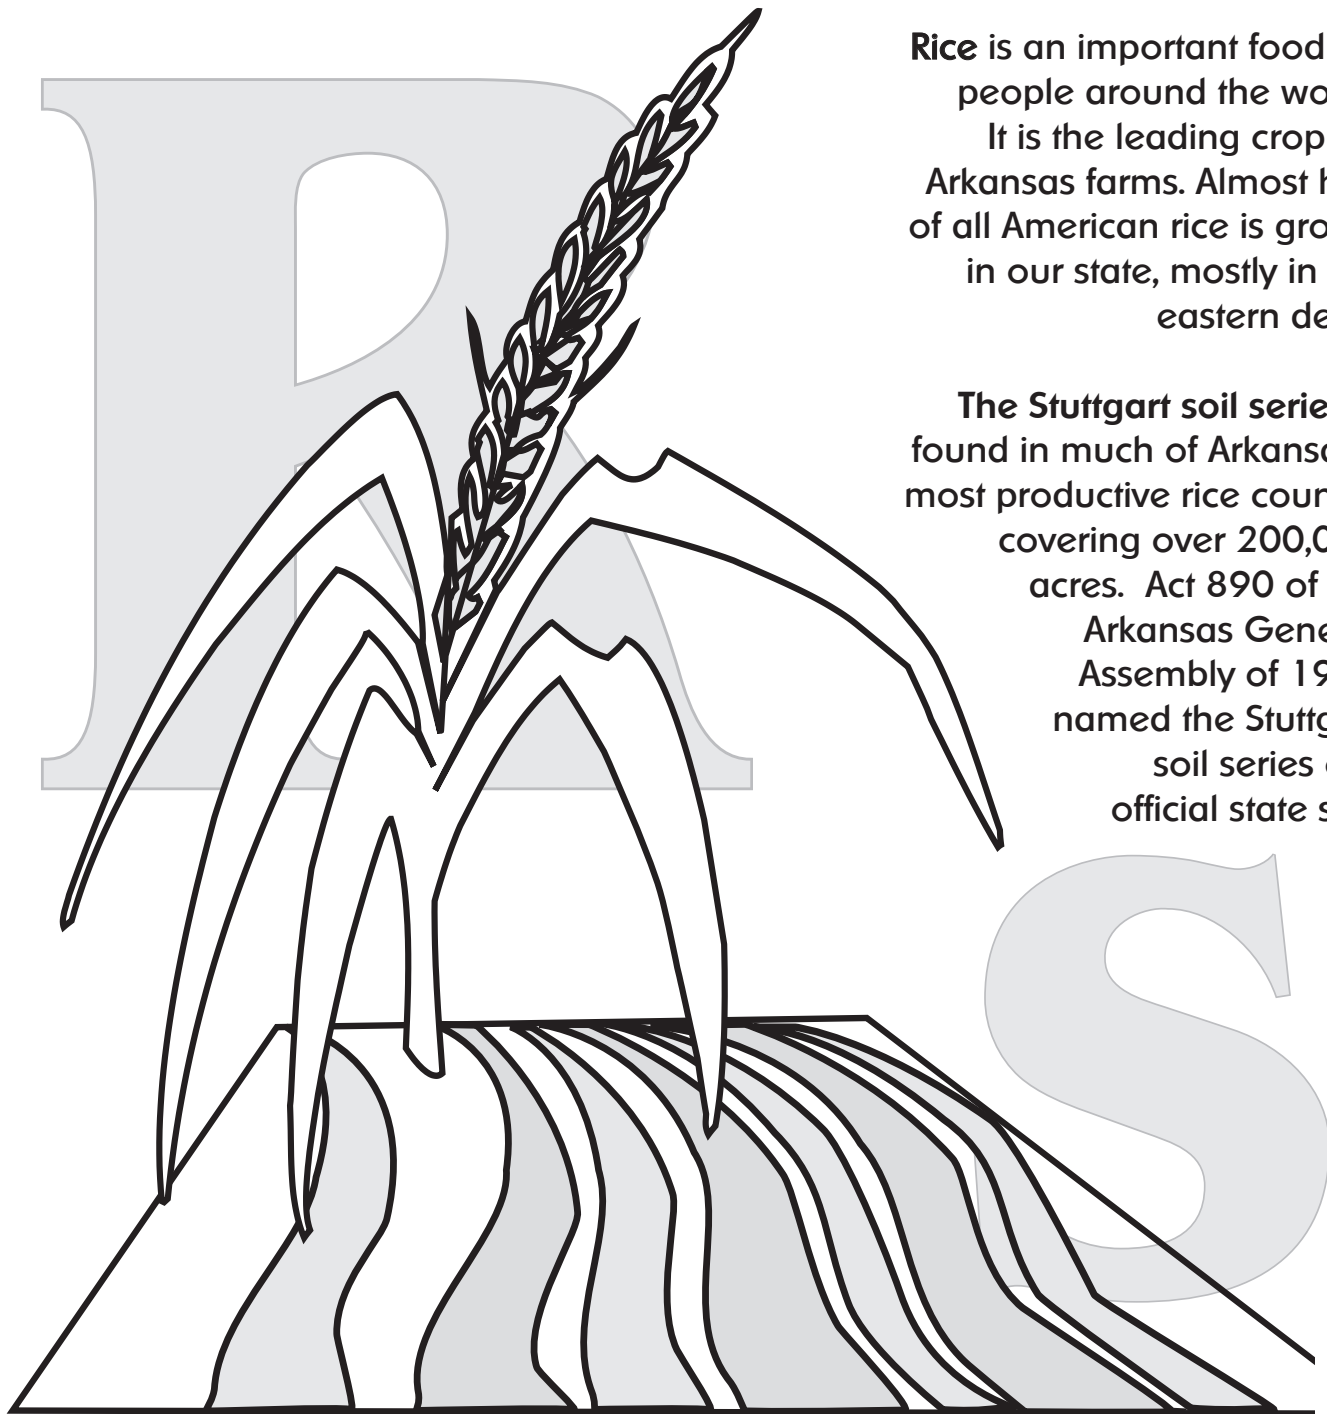 R
Rice is an important food
people around the wo
It is the leading crop
Arkansas farms. Almost h
of all American rice is gro
in our state, mostly in
eastern de
The Stuttgart soil serie
found in much of Arkansa
most productive rice coun
covering over 200,0
acres.  Act 890 of
Arkansas Gene
Assembly of 19
named the Stuttg
soil series
official state s
S